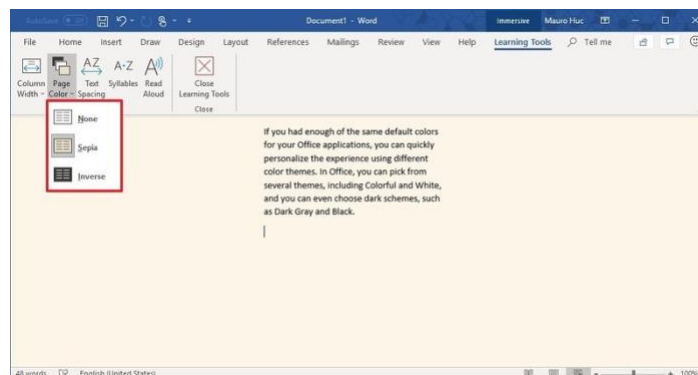 AutoSave
Document1 - Word
Immersive
Mauro Huc
File Home Insert Draw Design Layout References Mailings Review View Help Learning Tools Tell me
Column Width
Page Color
Text Spacing
Syllables
Read Aloud
Close Learning Tools
Close
None
Sepia
Inverse
If you had enough of the same default colors
for your Office applications, you can quickly
personalize the experience using different
color themes. In Office, you can pick from
several themes, including Colorful and White,
and you can even choose dark schemes, such
as Dark Gray and Black.
48 words English (United States) 100%